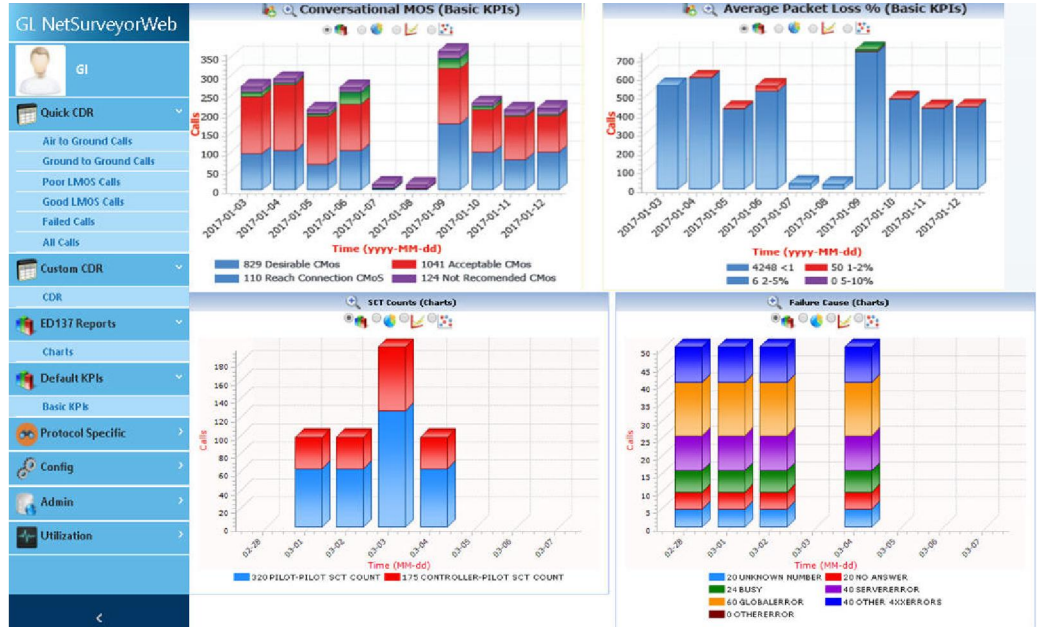 GL NetSurveyorWeb
Gl
Quick CDR
Air to Ground Calls
Ground to Ground Calls
Poor LMOS Calls
Good LMOS Calls
Failed Calls
All Calls
Custom CDR
CDR
ED137 Reports
Charts
Default KPIs
Basic KPIs
Protocol Specific
Config
Admin
Utilization
<
Conversational MOS (Basic KPIs)
350
300
250
200
150
100
50
0
Calls
2017-01-03
2017-01-04
2017-01-05
2017-01-06
2017-01-07
2017-01-08
2017-01-09
2017-01-10
2017-01-11
2017-01-12
Time (yyyy-MM-dd)
829 Desirable CMos
1041 Acceptable CMos
110 Reach Connection CMoS
124 Not Recomended CMos
Average Packet Loss % (Basic KPIs)
700
600
500
400
300
200
100
0
Calls
2017-01-03
2017-01-04
2017-01-05
2017-01-06
2017-01-07
2017-01-08
2017-01-09
2017-01-10
2017-01-11
2017-01-12
Time (yyyy-MM-dd)
4248 <1
50 1-2%
6 2-5%
0 5-10%
SCT Counts (Charts)
180
160
140
120
100
80
60
40
20
0
Calls
02-28
03-01
03-02
03-03
03-04
03-05
03-06
03-07
Time (MM-dd)
320 PILOT-PILOT SCT COUNT
175 CONTROLLER-PILOT SCT COUNT
Failure Cause (Charts)
50
45
40
35
30
25
20
15
10
5
0
Calls
02-28
03-01
03-02
03-03
03-04
03-05
03-06
03-07
Time (MM-dd)
20 UNKNOWN NUMBER
20 NO ANSWER
24 BUSY
40 SERVERERROR
60 GLOBALERROR
40 OTHER 4XXERRORS
0 OTHERERROR